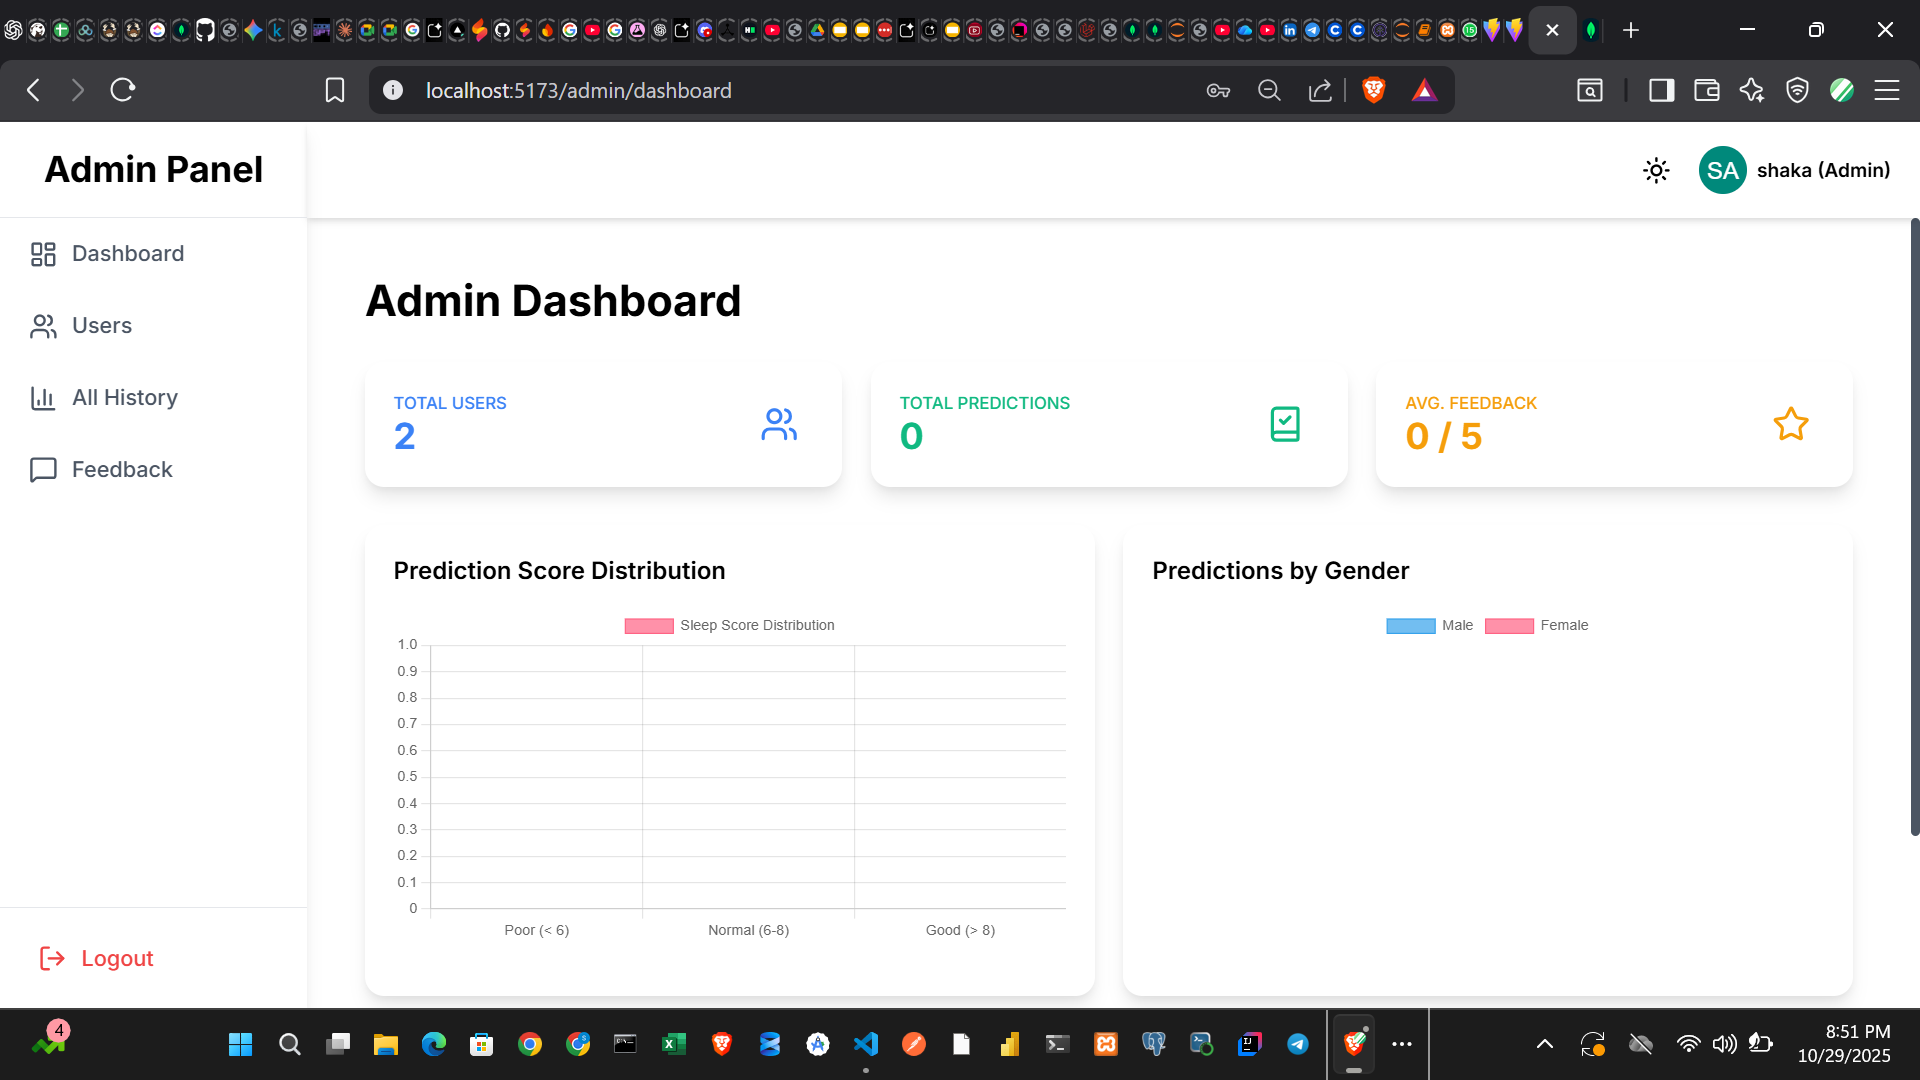 localhost:5173/admin/dashboard
Admin Panel
SA shaka (Admin)
Dashboard
Users
All History
Feedback
Logout
Admin Dashboard
TOTAL USERS
2
TOTAL PREDICTIONS
0
AVG. FEEDBACK
0 / 5
Prediction Score Distribution
Sleep Score Distribution
1.0
0.9
0.8
0.7
0.6
0.5
0.4
0.3
0.2
0.1
0
Poor (< 6) Normal (6-8) Good (> 8)
Predictions by Gender
Male Female
4
8:51 PM
10/29/2025